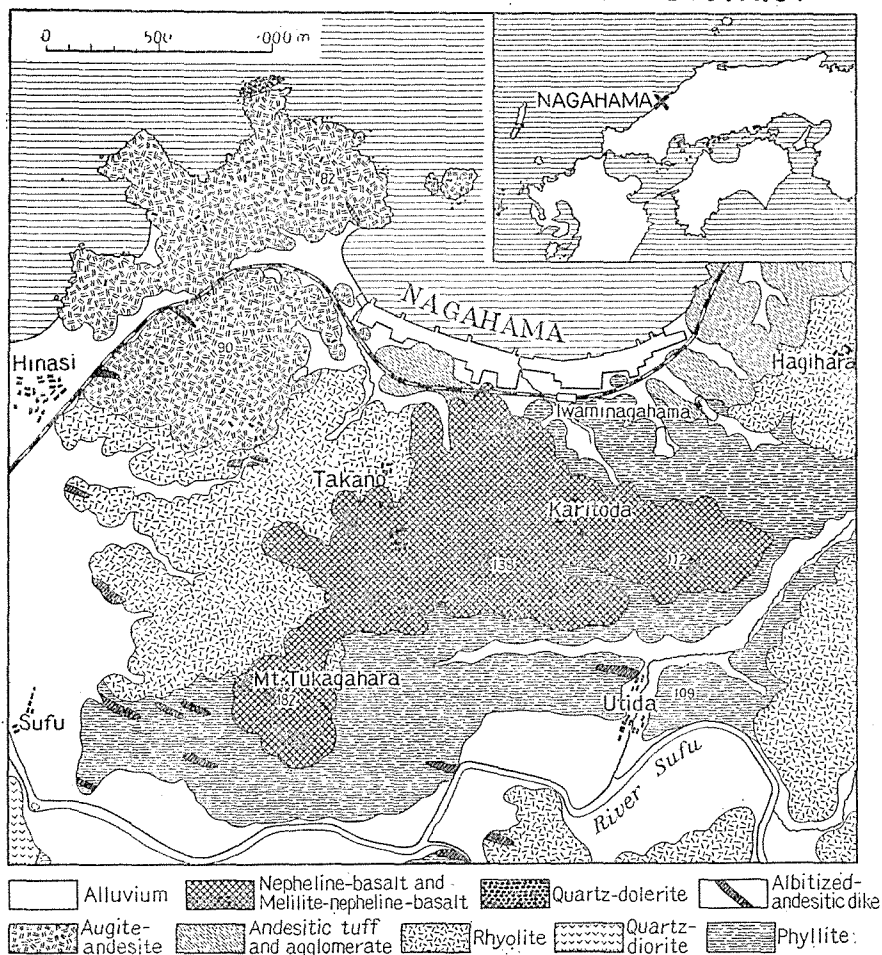 0 500 1000 m
NAGAHAMA
82
NAGAHAMA
90
Hinasi
Hagihara
Iwaminagahama
Takano
Karitoda
112
Mt. Tukagahara
182
Utida
109
Sufu
River Sufu
Alluvium
Nepheline-basalt and
Melilite-nepheline-basalt
Quartz-dolerite
Albitized-
andesitic dike
Augite-
andesite
Andesitic tuff
and agglomerate
Rhyolite
Quartz-
diorite
Phyllite